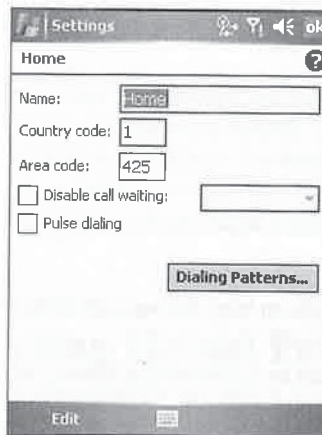 Settings ok
Home ?
Name: Home
Country code: 1
Area code: 425
Disable call waiting:
Pulse dialing
Dialing Patterns...
Edit